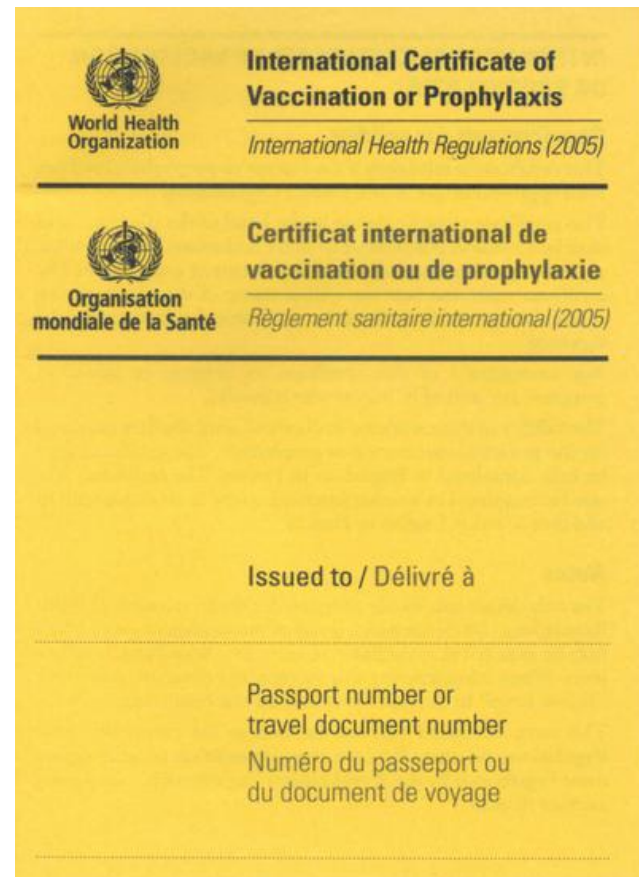 World Health
Organization
International Certificate of
Vaccination or Prophylaxis
International Health Regulations (2005)
Organisation
mondiale de la Santé
Certificat international de
vaccination ou de prophylaxie
Règlement sanitaire international (2005)
Issued to / Délivré à
Passport number or
travel document number
Numéro du passeport ou
du document de voyage